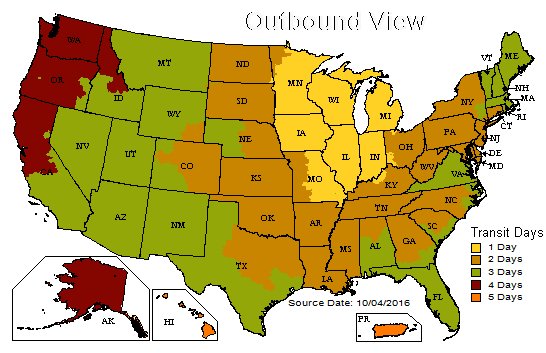 Outbound View
WA
MT
ND
MN
VT
ME
OR
ID
SD
WI
MI
NY
NH
MA
WY
IA
PA
RI
CT
NV
UT
NE
IL
IN
OH
NJ
DE
MD
CA
CO
KS
MO
WV
VA
KY
AZ
NM
OK
AR
TN
NC
SC
TX
LA
MS
AL
GA
FL
Transit Days
1 Day
2 Days
3 Days
4 Days
5 Days
Source Date: 10/04/2016
AK
HI
PR